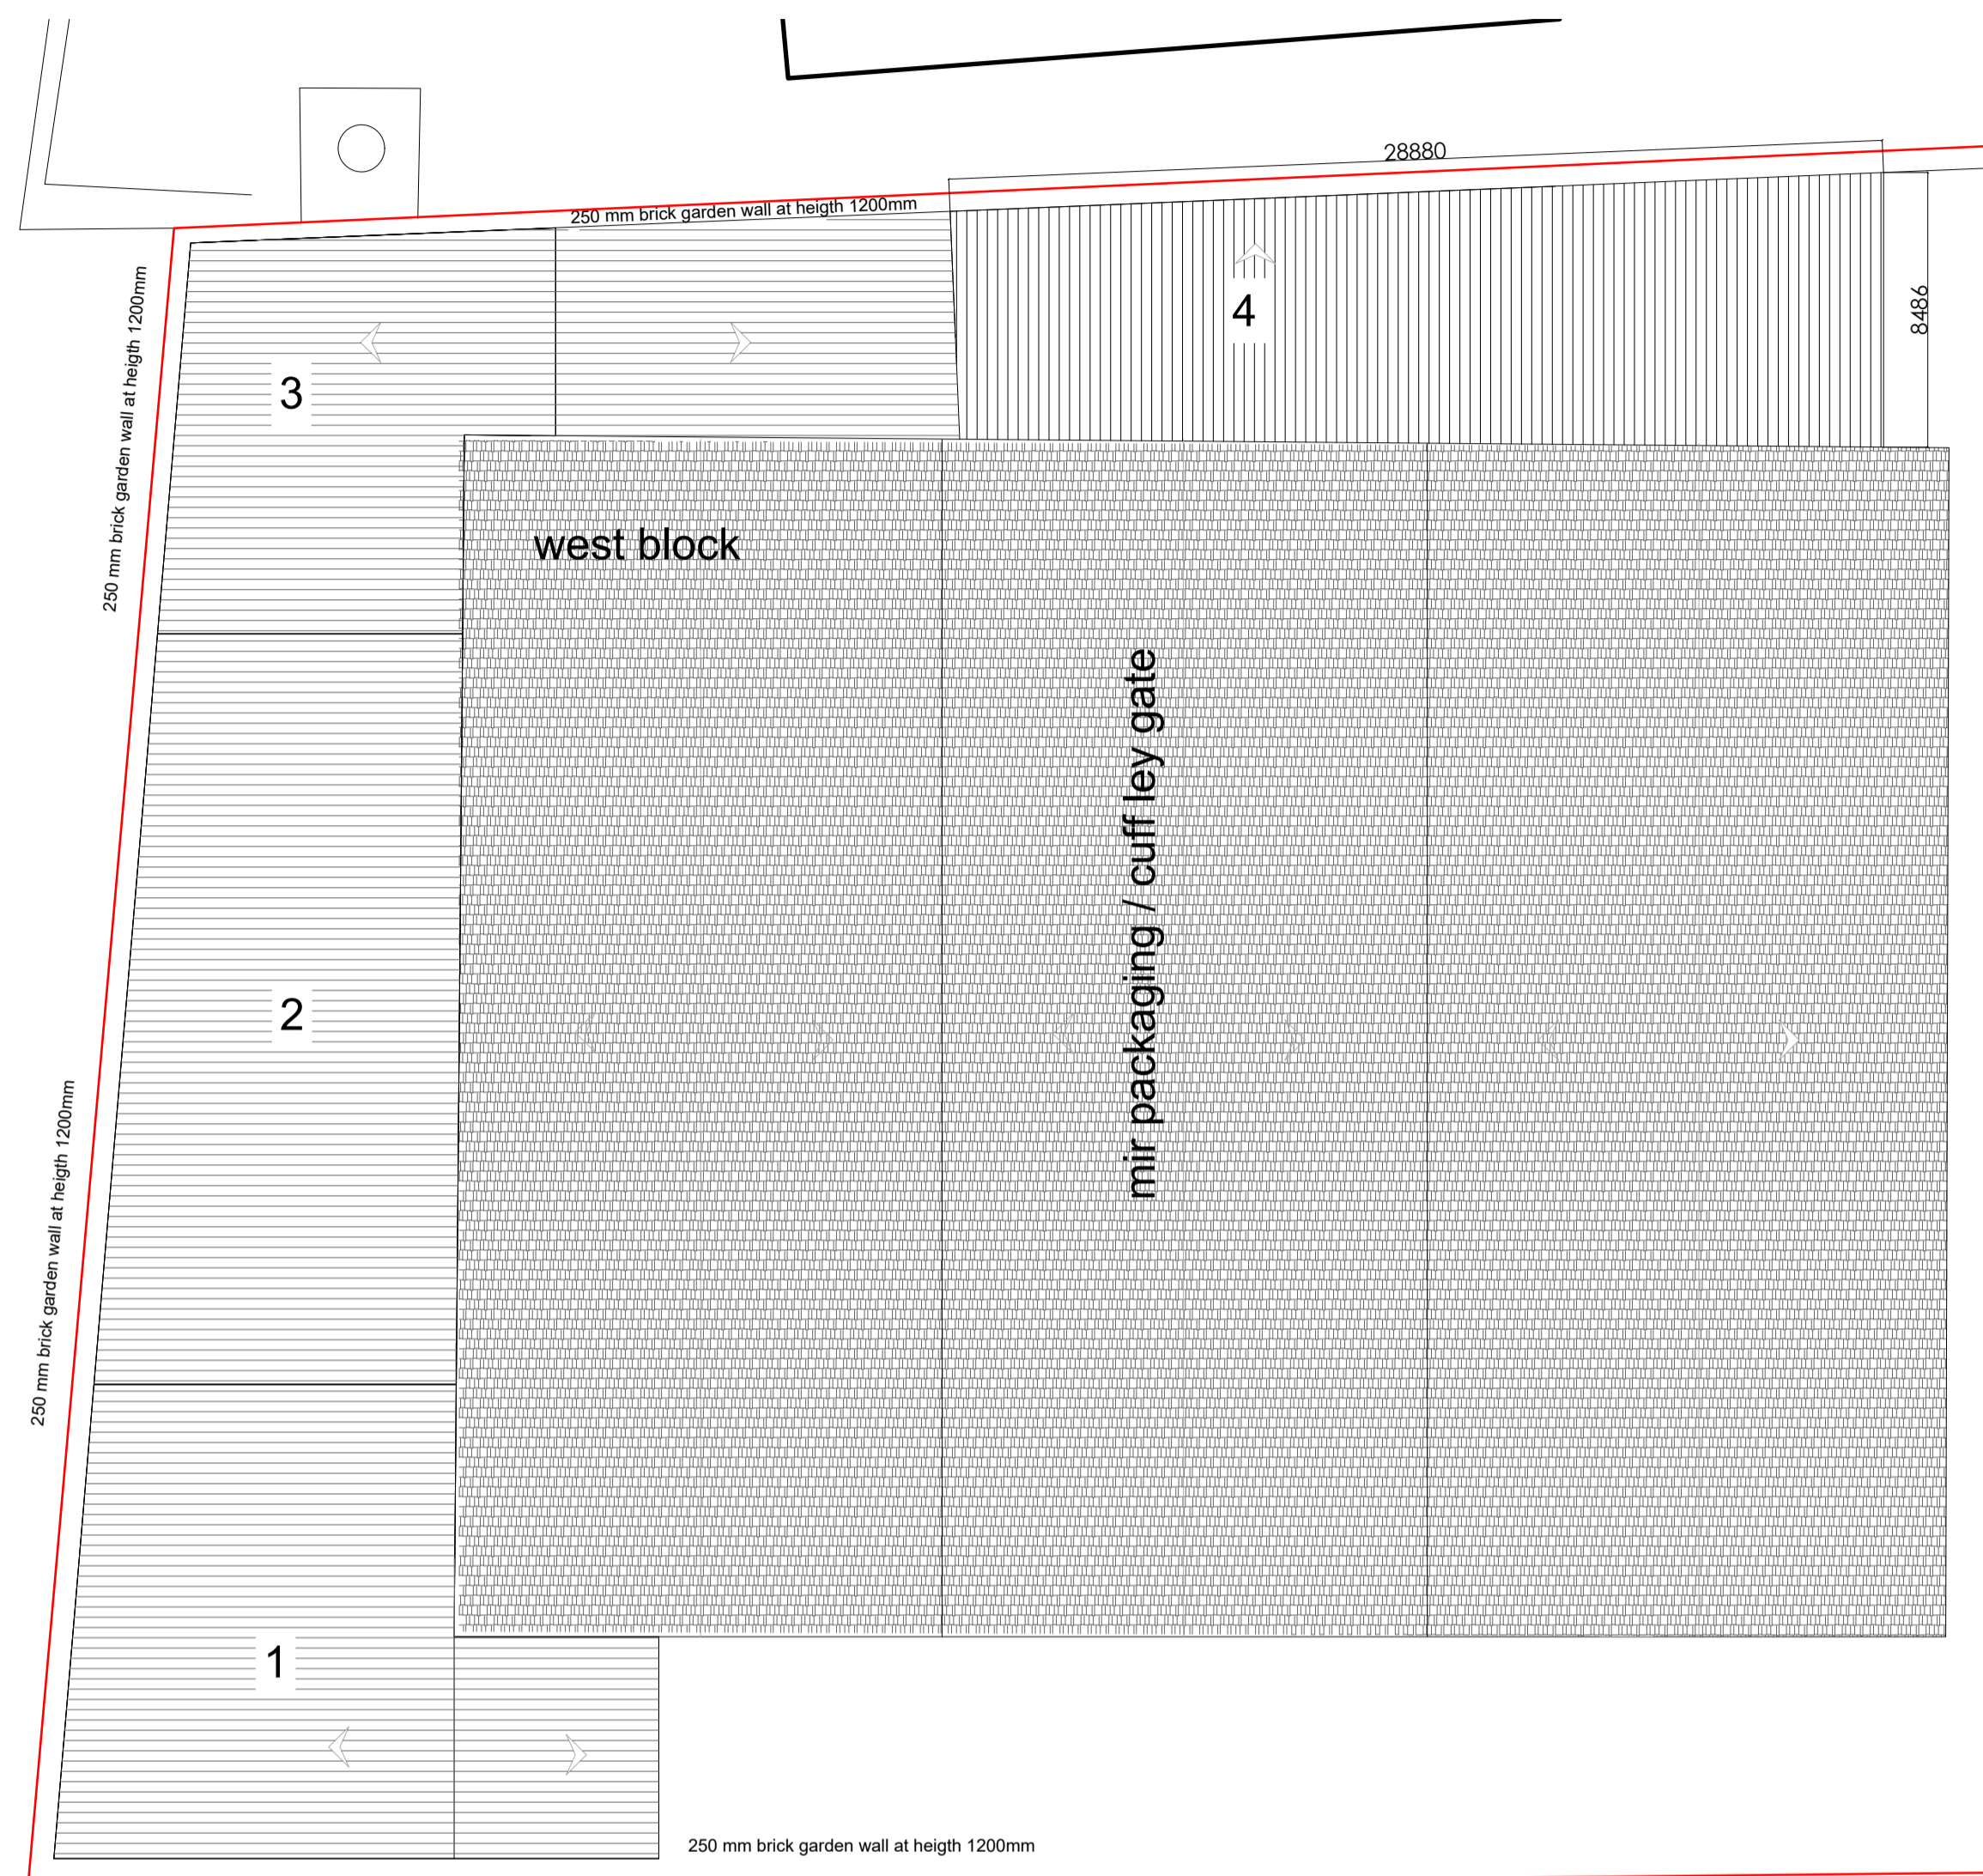 28880
250 mm brick garden wall at heigth 1200mm
8486
4
250 mm brick garden wall at heigth 1200mm
3
west block
mir packaging / cuff ley gate
2
250 mm brick garden wall at heigth 1200mm
1
250 mm brick garden wall at heigth 1200mm